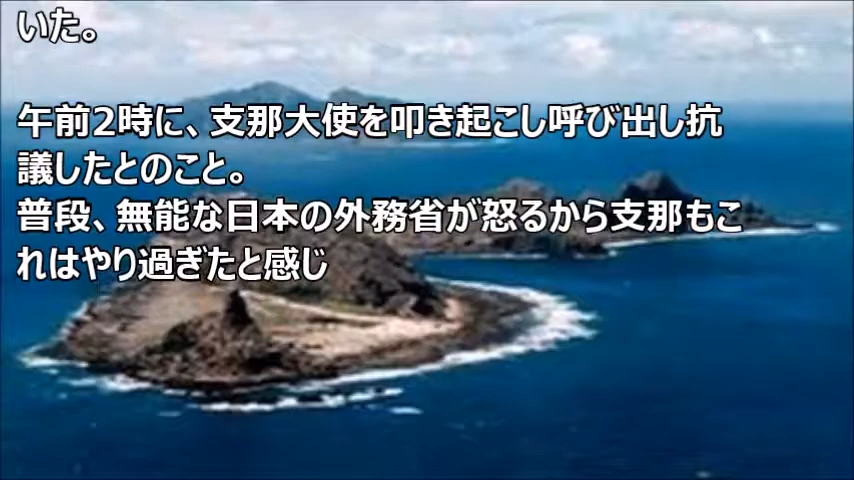 いた。
午前2時に、支那大使を叩き起こし呼び出し抗
議したとのこと。
普段、無能な日本の外務省が怒るから支那もこ
れはやり過ぎたと感じ